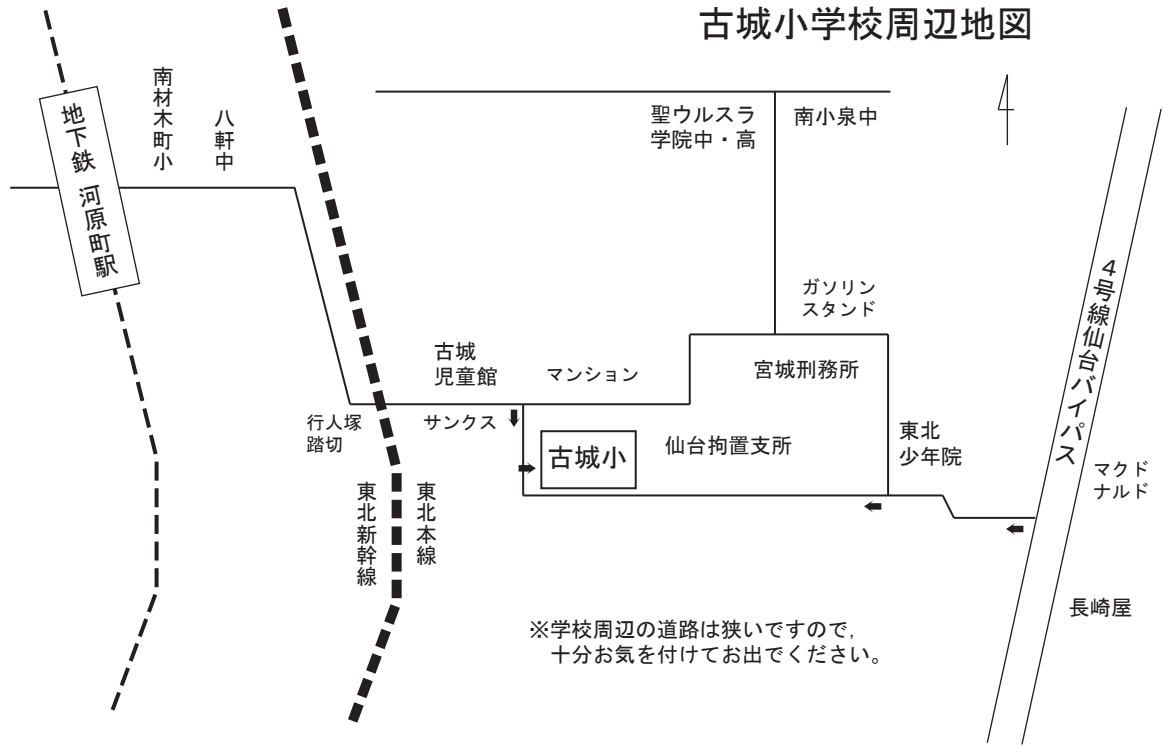 古城小学校周辺地図
南材木町小
八軒中
地下鉄 河原町駅
聖ウルスラ
学院中・高
南小泉中
ガソリン
スタンド
4号線仙台バイパス
古城
児童館
マンション
宮城刑務所
行人塚
踏切
サンクス
古城小
仙台拘置支所
東北
少年院
マクド
ナルド
東北新幹線
東北本線
長崎屋
※学校周辺の道路は狭いですので,
十分お気を付けてお出でください。